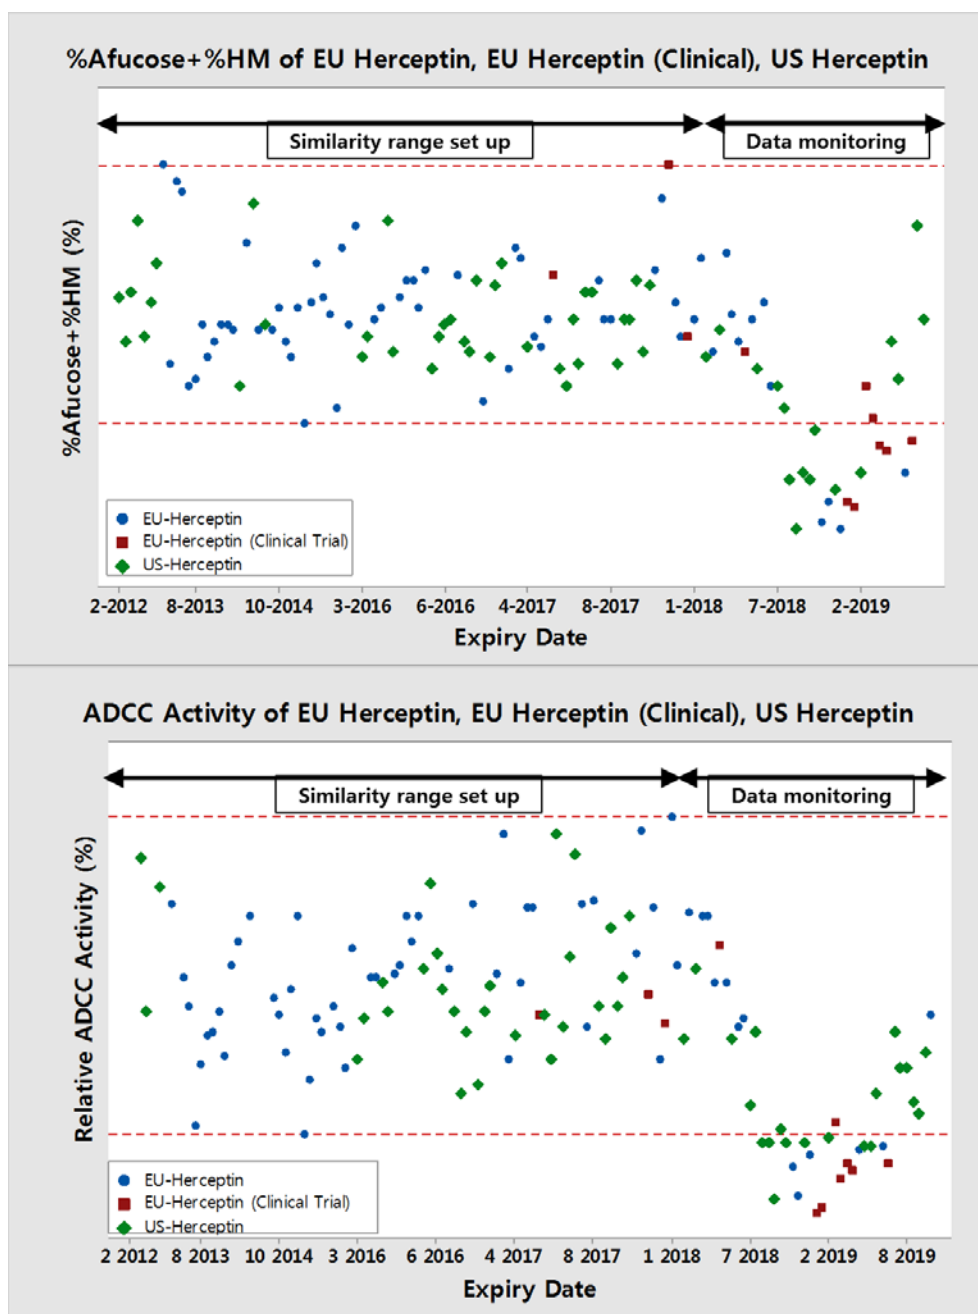 %Afucose+%HM of EU Herceptin, EU Herceptin (Clinical), US Herceptin
Similarity range set up
Data monitoring
%Afucose+%HM (%)
EU-Herceptin
EU-Herceptin (Clinical Trial)
US-Herceptin
2-2012 8-2013 10-2014 3-2016 6-2016 4-2017 8-2017 1-2018 7-2018 2-2019
Expiry Date
ADCC Activity of EU Herceptin, EU Herceptin (Clinical), US Herceptin
Similarity range set up
Data monitoring
Relative ADCC Activity (%)
EU-Herceptin
EU-Herceptin (Clinical Trial)
US-Herceptin
2 2012 8 2013 10 2014 3 2016 6 2016 4 2017 8 2017 1 2018 7 2018 2 2019 8 2019
Expiry Date